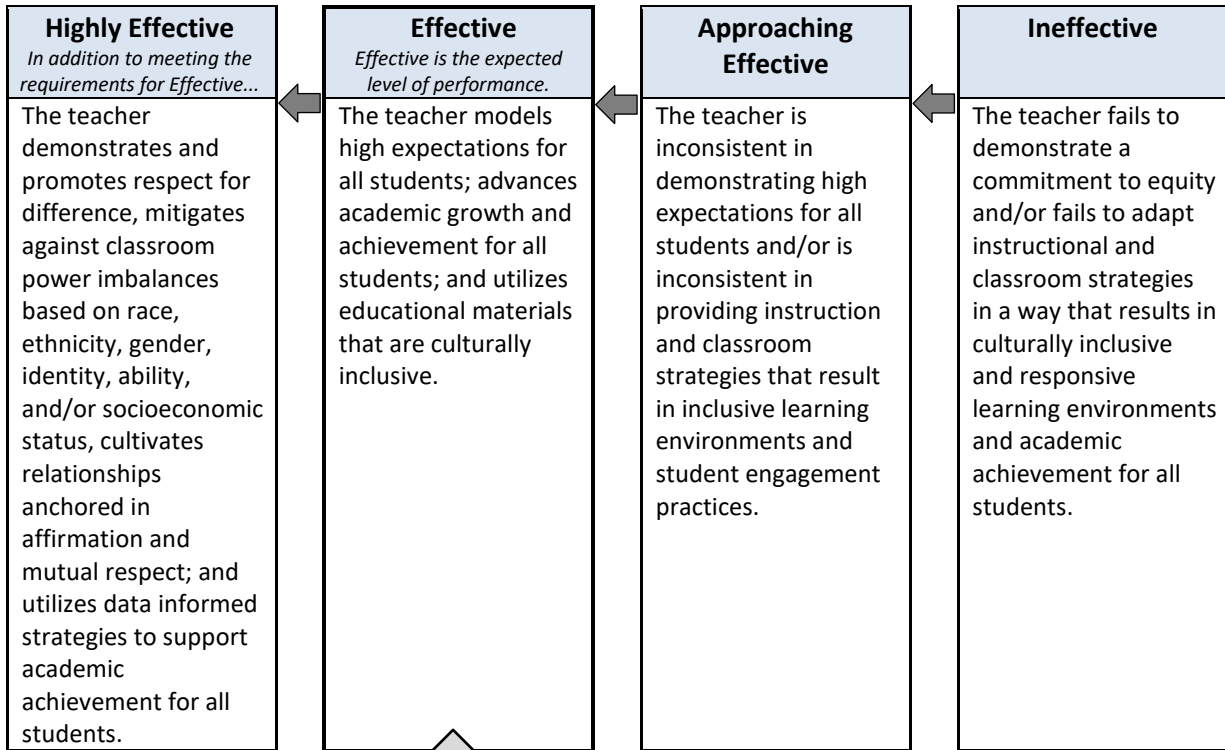 Highly Effective
In addition to meeting the
requirements for Effective...
The teacher
demonstrates and
promotes respect for
difference, mitigates
against classroom
power imbalances
based on race,
ethnicity, gender,
identity, ability,
and/or socioeconomic
status, cultivates
relationships
anchored in
affirmation and
mutual respect; and
utilizes data informed
strategies to support
academic
achievement for all
students.
Effective
Effective is the expected
level of performance.
The teacher models
high expectations for
all students; advances
academic growth and
achievement for all
students; and utilizes
educational materials
that are culturally
inclusive.
Approaching
Effective
The teacher is
inconsistent in
demonstrating high
expectations for all
students and/or is
inconsistent in
providing instruction
and classroom
strategies that result
in inclusive learning
environments and
student engagement
practices.
Ineffective
The teacher fails to
demonstrate a
commitment to equity
and/or fails to adapt
instructional and
classroom strategies
in a way that results in
culturally inclusive
and responsive
learning environments
and academic
achievement for all
students.